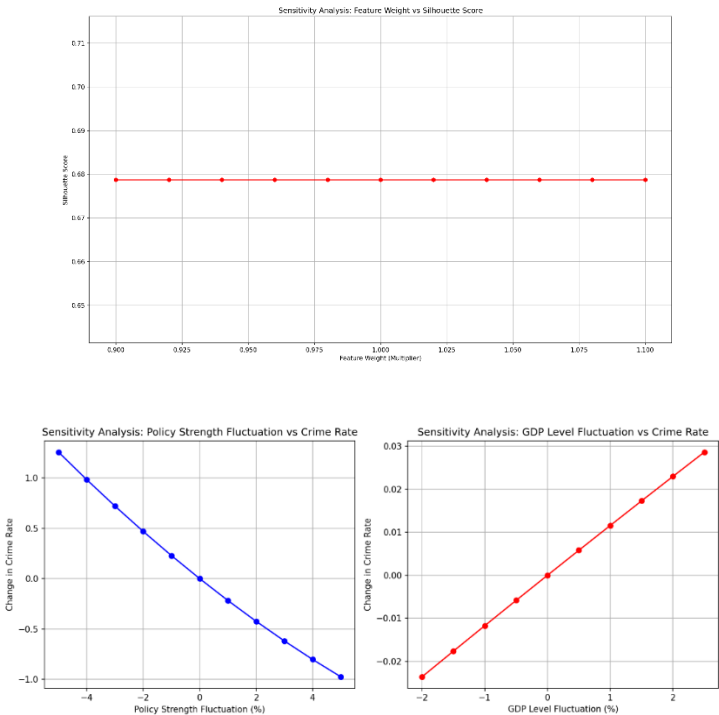 Sensitivity Analysis: Feature Weight vs Silhouette Score
0.71
0.70
0.69
0.68
0.67
0.66
0.65
Silhouette Score
0.900 0.925 0.950 0.975 1.000 1.025 1.050 1.075 1.100
Feature Weight (Multiplier)
Sensitivity Analysis: Policy Strength Fluctuation vs Crime Rate
1.0
0.5
0.0
−0.5
−1.0
Change in Crime Rate
−4 −2 0 2 4
Policy Strength Fluctuation (%)
Sensitivity Analysis: GDP Level Fluctuation vs Crime Rate
0.03
0.02
0.01
0.00
−0.01
−0.02
Change in Crime Rate
−2 −1 0 1 2
GDP Level Fluctuation (%)